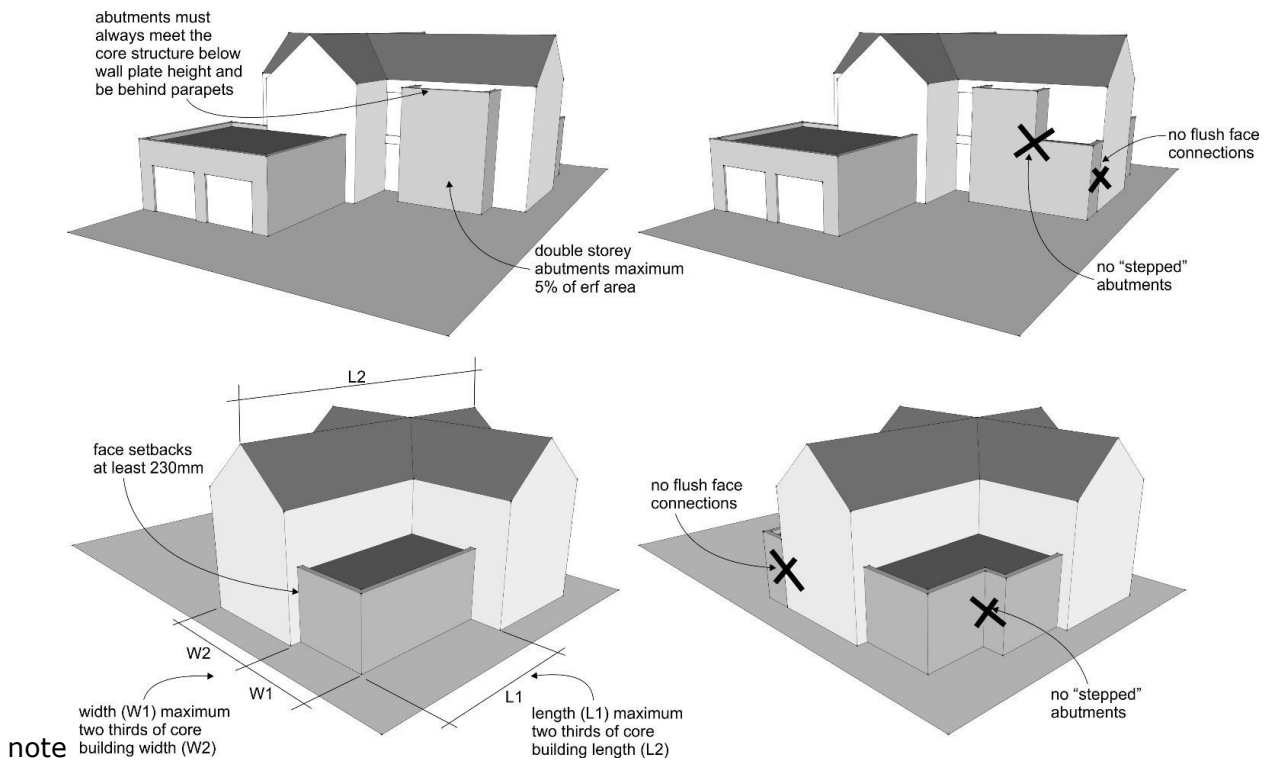 abutments must
always meet the
core structure below
wall plate height and
be behind parapets
double storey
abutments maximum
5% of erf area
no flush face
connections
no “stepped”
abutments
L2
face setbacks
at least 230mm
W2
W1
L1
width (W1) maximum
two thirds of core
building width (W2)
length (L1) maximum
two thirds of core
building length (L2)
no flush face
connections
no “stepped”
abutments
note